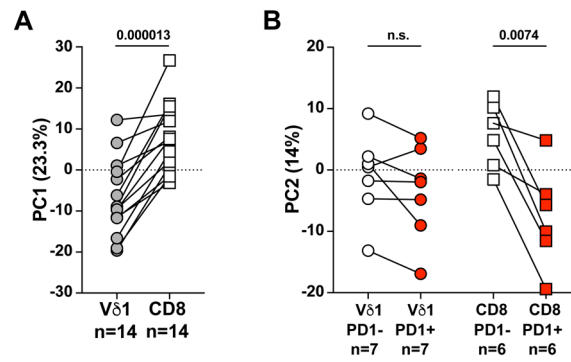 A
0.000013
PC1 (23.3%)
30
20
10
0
-10
-20
-30
Vδ1 CD8
n=14 n=14
B
n.s. 0.0074
PC2 (14%)
20
10
0
-10
-20
Vδ1 Vδ1 CD8 CD8
PD1- PD1+ PD1- PD1+
n=7 n=7 n=6 n=6